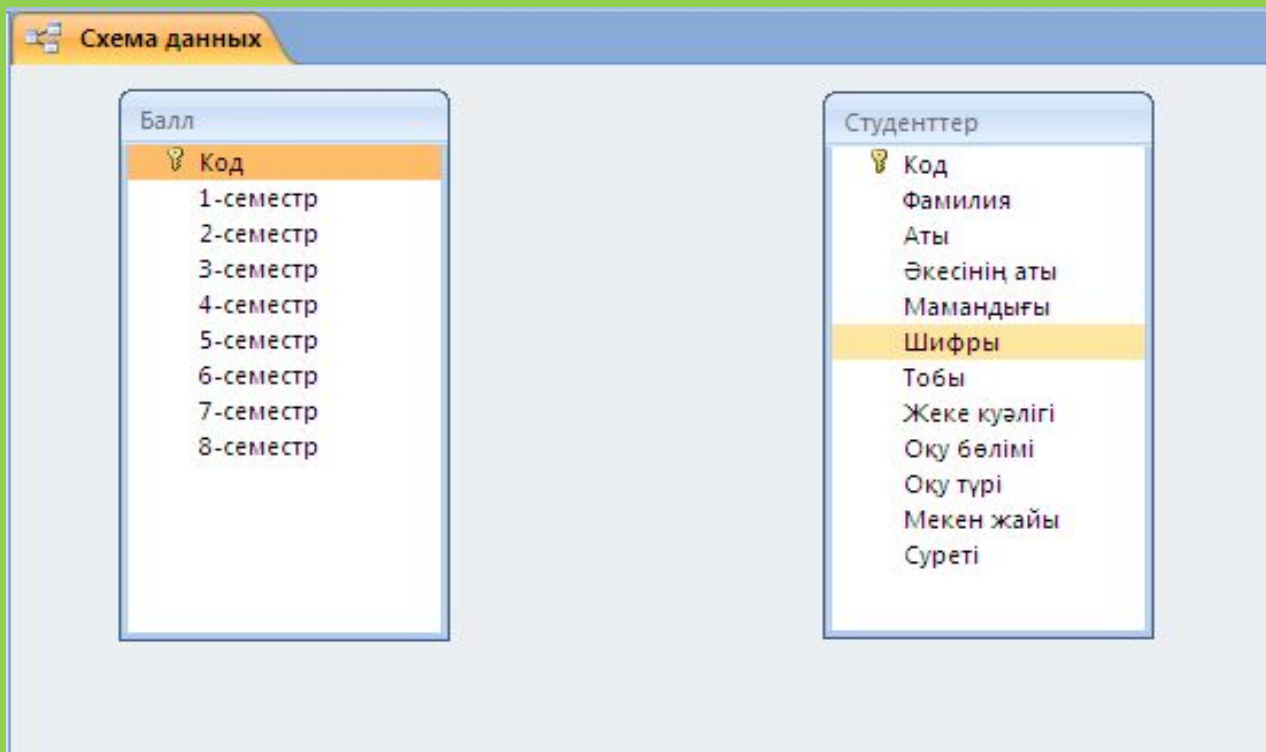 Схема данных
Балл
Код
1-семестр
2-семестр
3-семестр
4-семестр
5-семестр
6-семестр
7-семестр
8-семестр
Студенттер
Код
Фамилия
Аты
Әкесінің аты
Мамандығы
Шифры
Тобы
Жеке куәлігі
Оқу бөлімі
Оқу түрі
Мекен жайы
Суреті